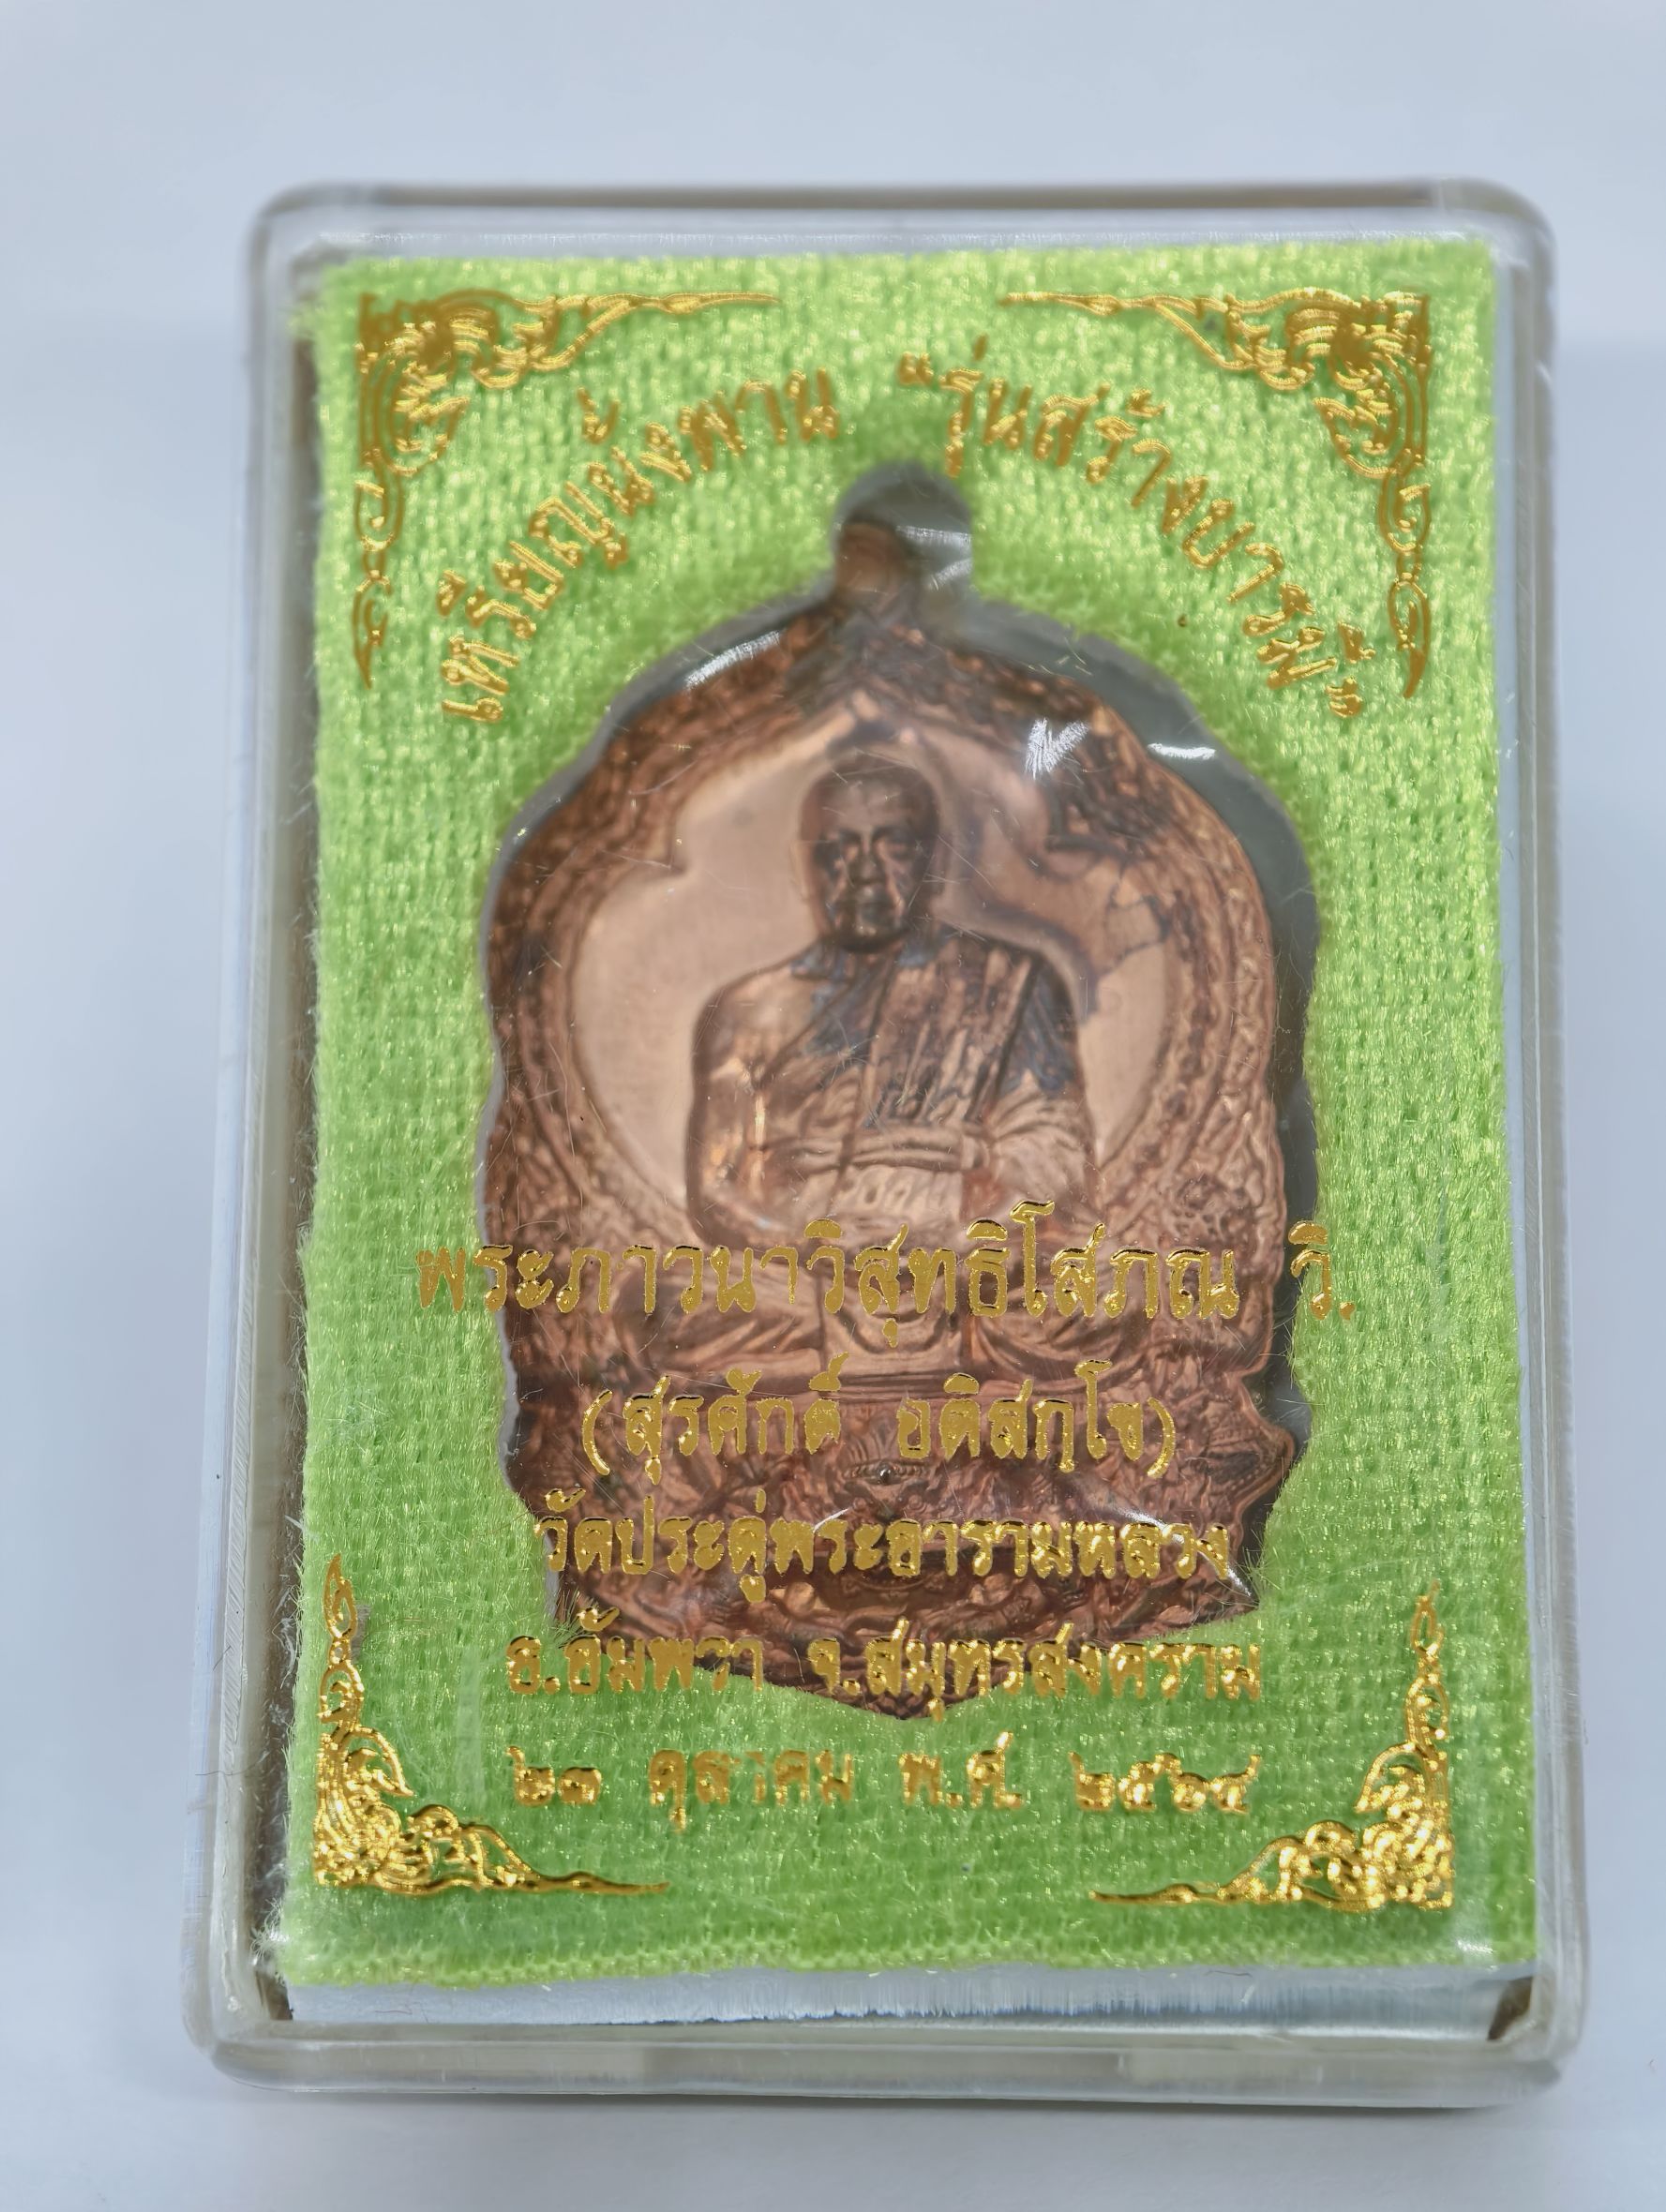 เหรียญนั่งพาน "รุ่นสร้างบารมี"
พระภาวนาวิสุทธิโสภณ วิ.
(สุรศักดิ์ อติสกฺโข)
วัดประดู่พระอารามหลวง
อ.อัมพวา จ.สมุทรสงคราม
๒๓ ตุลาคม พ.ศ. ๒๕๖๔